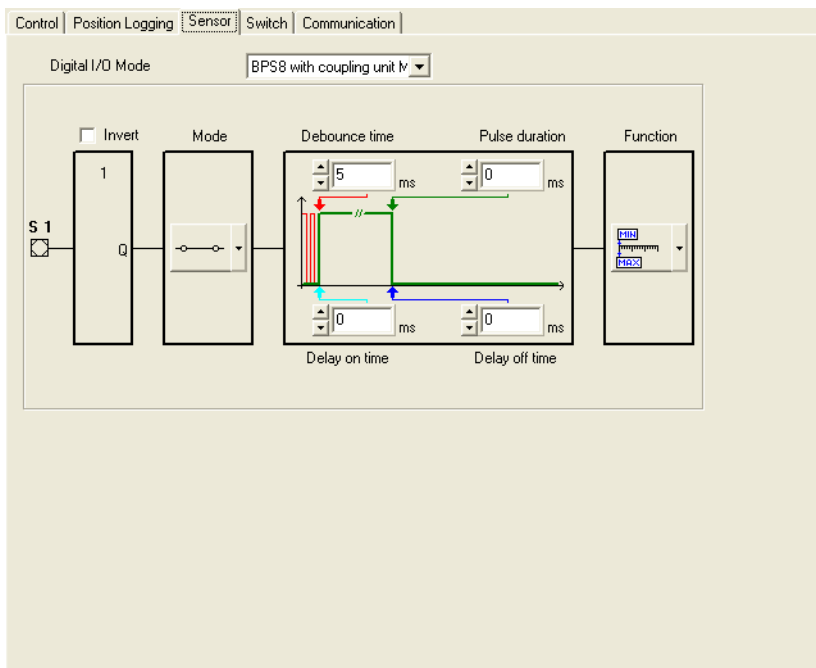 Control Position Logging Sensor Switch Communication
Digital I/O Mode BPS8 with coupling unit
Invert Mode Debounce time Pulse duration Function
1 5 ms 0 ms
S 1
Q
MIN
MAX
0 ms 0 ms
Delay on time Delay off time